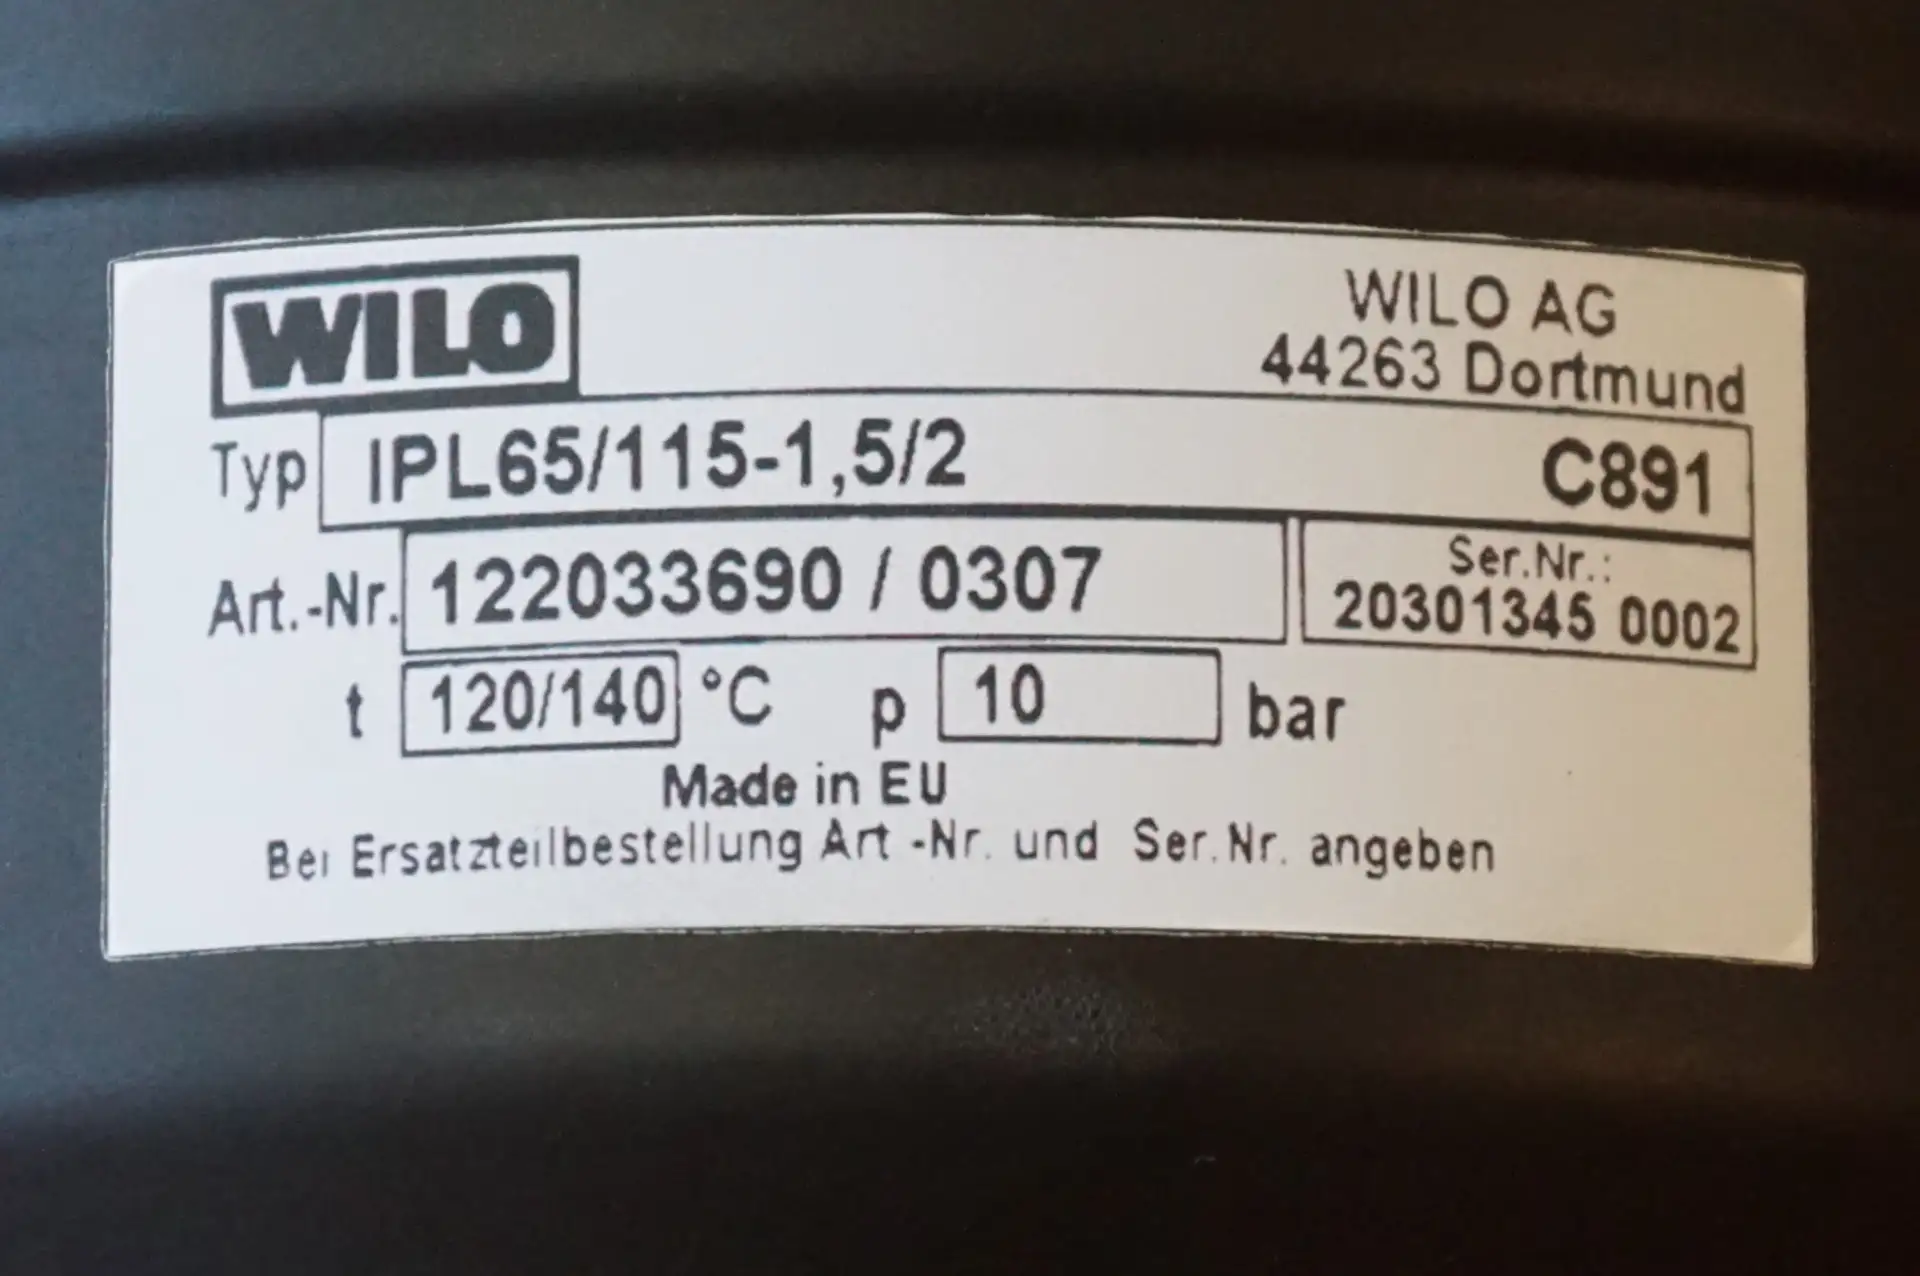 WILO
WILO AG
44263 Dortmund
Typ IPL65/115-1,5/2 C891
Art.-Nr. 122033690 / 0307
Ser.Nr.:
20301345 0002
t 120/140 °C p 10 bar
Made in EU
Bei Ersatzteilbestellung Art -Nr. und Ser.Nr. angeben